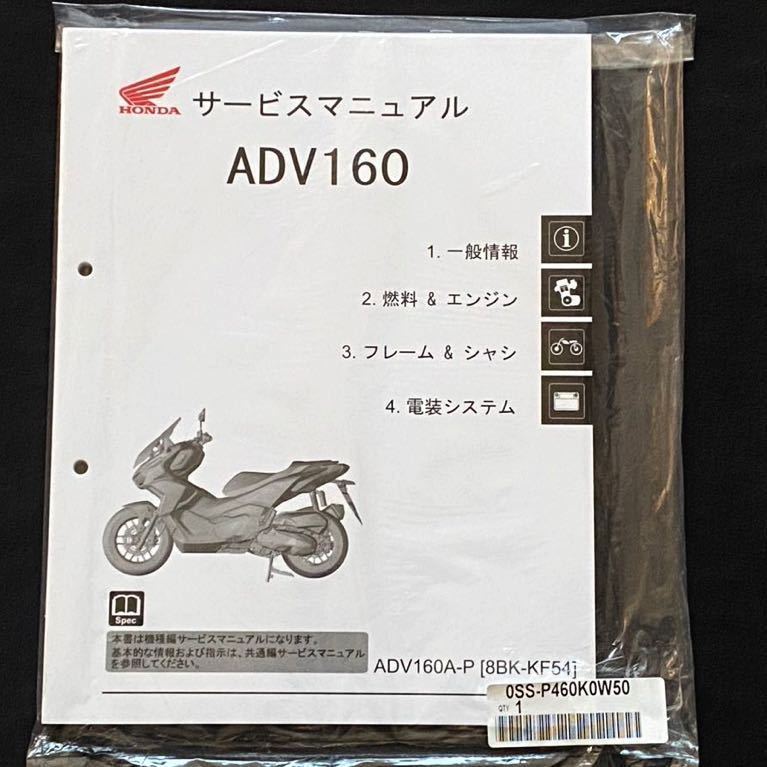 HONDA
サービスマニュアル
ADV160
1. 一般情報
2. 燃料 & エンジン
3. フレーム & シャシ
4. 電装システム
Spec
本書は機種編サービスマニュアルになります。
基本的な情報および指示は、共通編サービスマニュアル
を参照してください。
ADV160A-P [8BK-KF54]
0SS-P460K0W50
QTY 1